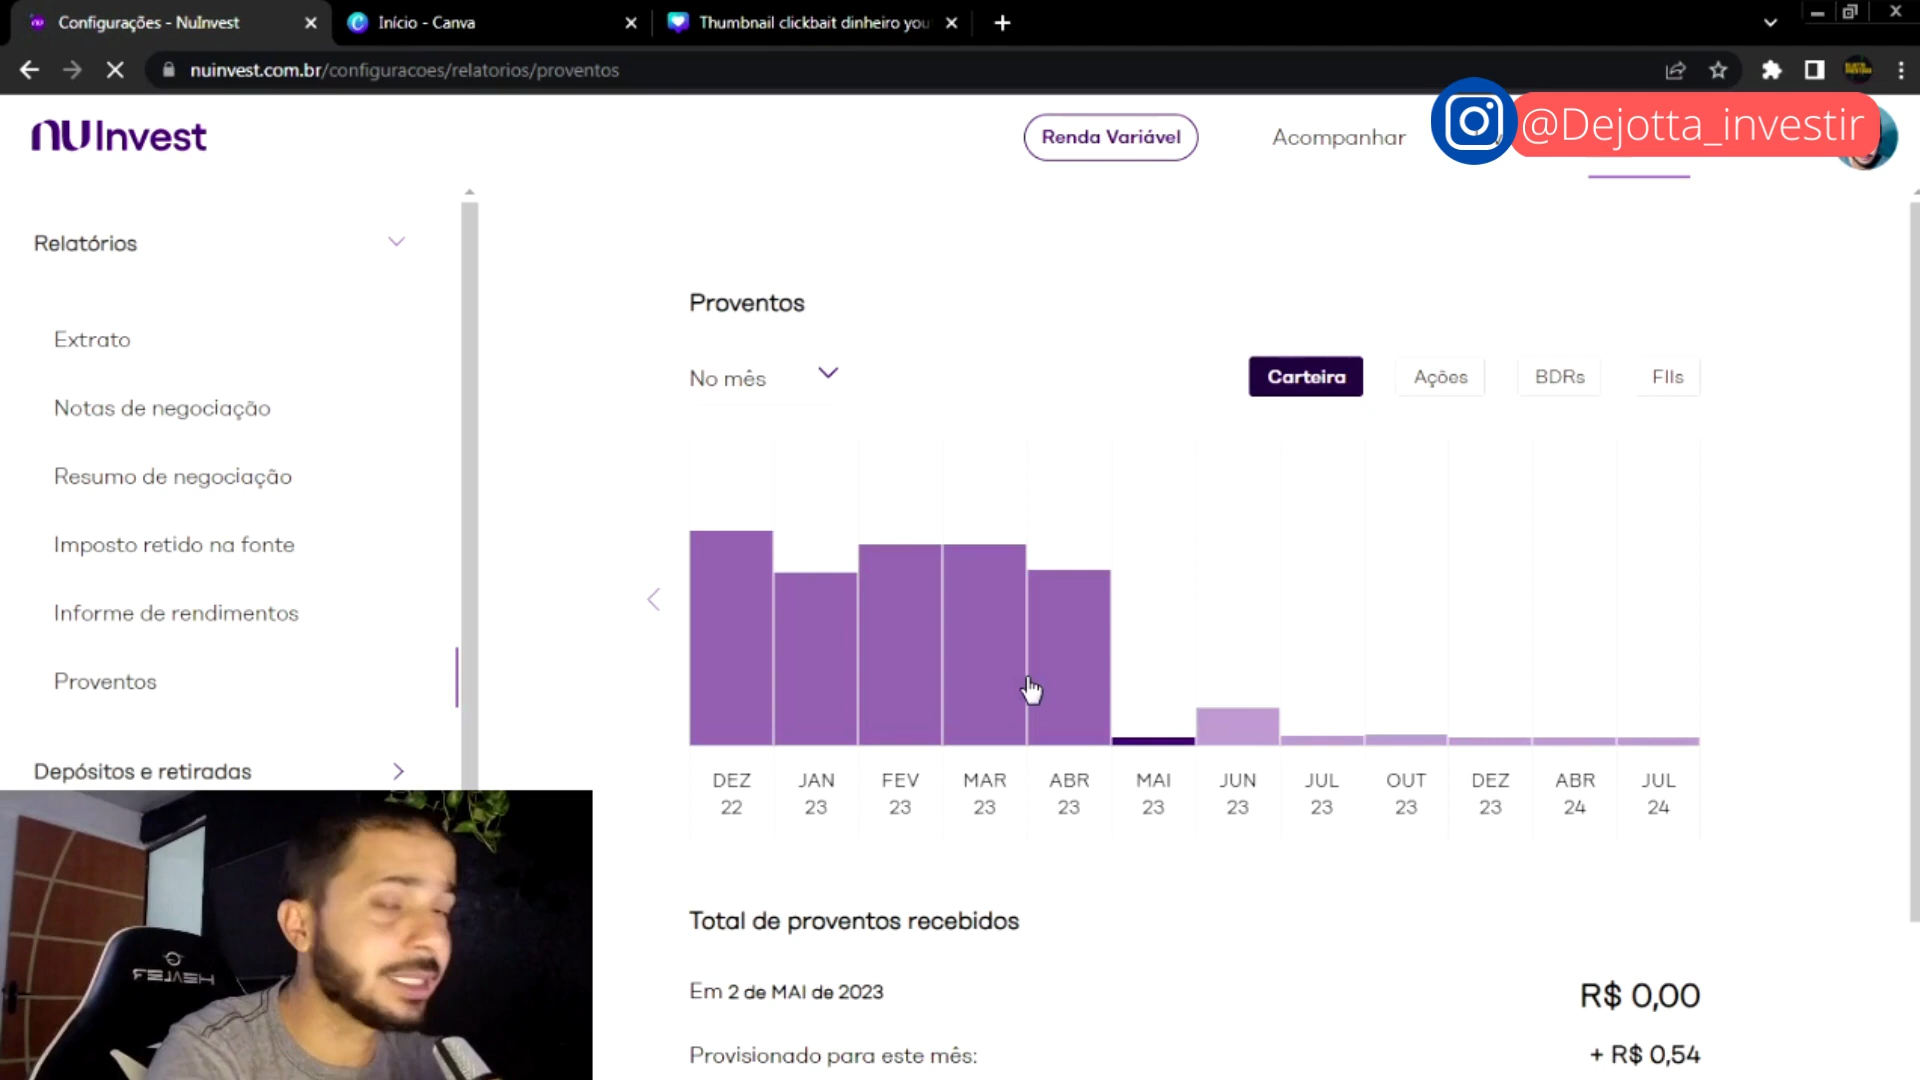 Configurações - NuInvest
Início - Canva
Thumbnail clickbait dinheiro you
nuinvest.com.br/configuracoes/relatorios/proventos
nuInvest
Renda Variável
Acompanhar
@Dejotta_investir
Relatórios
Extrato
Notas de negociação
Resumo de negociação
Imposto retido na fonte
Informe de rendimentos
Proventos
Depósitos e retiradas
Proventos
No mês
Carteira
Ações
BDRs
FIIs
DEZ 22
JAN 23
FEV 23
MAR 23
ABR 23
MAI 23
JUN 23
JUL 23
OUT 23
DEZ 23
ABR 24
JUL 24
Total de proventos recebidos
Em 2 de MAI de 2023
R$ 0,00
Provisionado para este mês:
+ R$ 0,54